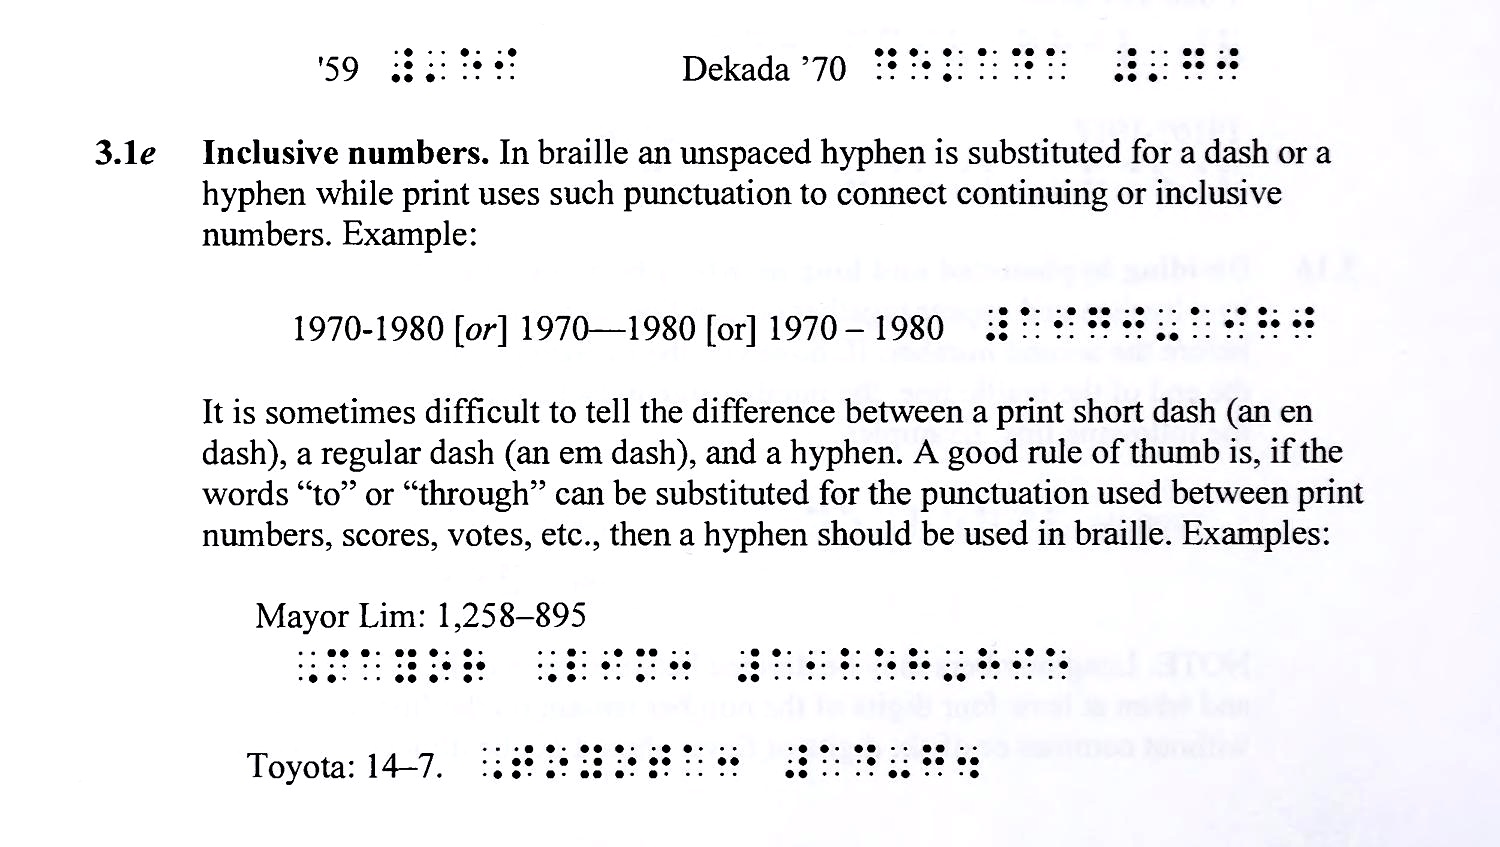 '59 ⠼⠄⠑⠊ Dekada ’70 ⠙⠑⠅⠁⠙⠁ ⠼⠄⠛⠚
3.1e Inclusive numbers. In braille an unspaced hyphen is substituted for a dash or a
hyphen while print uses such punctuation to connect continuing or inclusive
numbers. Example:
1970-1980 [or] 1970—1980 [or] 1970 – 1980 ⠼⠁⠊⠛⠚⠤⠁⠊⠓⠚
It is sometimes difficult to tell the difference between a print short dash (an en
dash), a regular dash (an em dash), and a hyphen. A good rule of thumb is, if the
words “to” or “through” can be substituted for the punctuation used between print
numbers, scores, votes, etc., then a hyphen should be used in braille. Examples:
Mayor Lim: 1,258–895
⠠⠍⠁⠽⠕⠗ ⠠⠇⠊⠍⠒ ⠼⠁⠂⠃⠑⠓⠤⠓⠊⠑
Toyota: 14–7. ⠠⠞⠕⠽⠕⠞⠁⠒ ⠼⠁⠙⠤⠛⠲